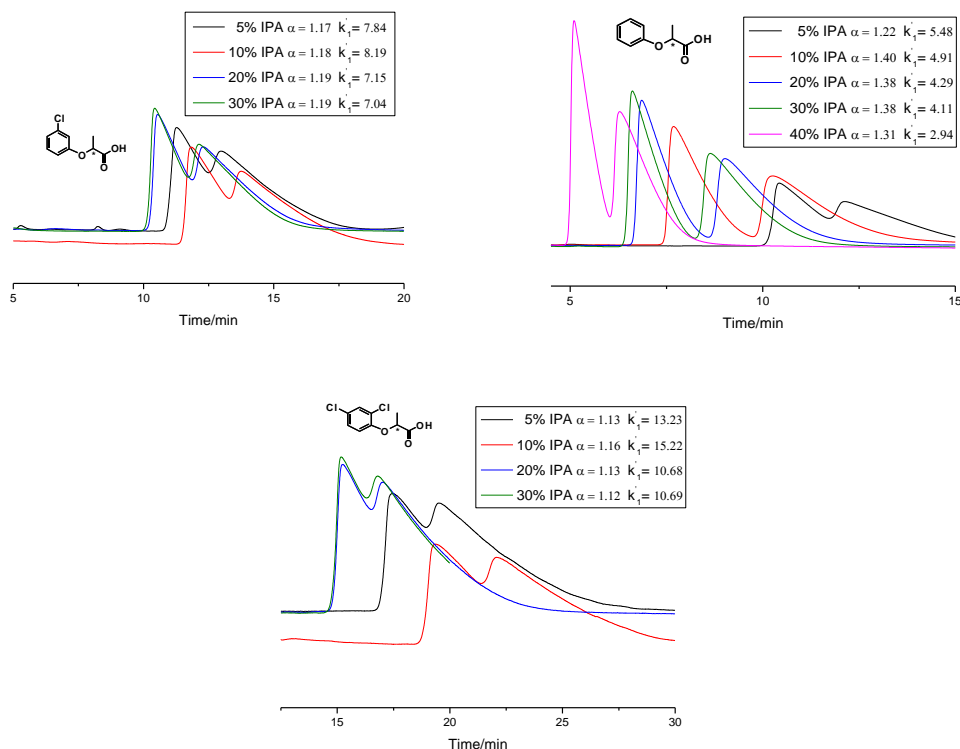 5% IPA α = 1.17 k'₁= 7.84
10% IPA α = 1.18 k'₁= 8.19
20% IPA α = 1.19 k'₁= 7.15
30% IPA α = 1.19 k'₁= 7.04
Cl
O
*
OH
O
5
10
15
20
Time/min
5% IPA α = 1.22 k'₁= 5.48
10% IPA α = 1.40 k'₁= 4.91
20% IPA α = 1.38 k'₁= 4.29
30% IPA α = 1.38 k'₁= 4.11
40% IPA α = 1.31 k'₁= 2.94
O
*
OH
O
5
10
15
Time/min
5% IPA α = 1.13 k'₁= 13.23
10% IPA α = 1.16 k'₁= 15.22
20% IPA α = 1.13 k'₁= 10.68
30% IPA α = 1.12 k'₁= 10.69
Cl
Cl
O
*
OH
O
15
20
25
30
Time/min